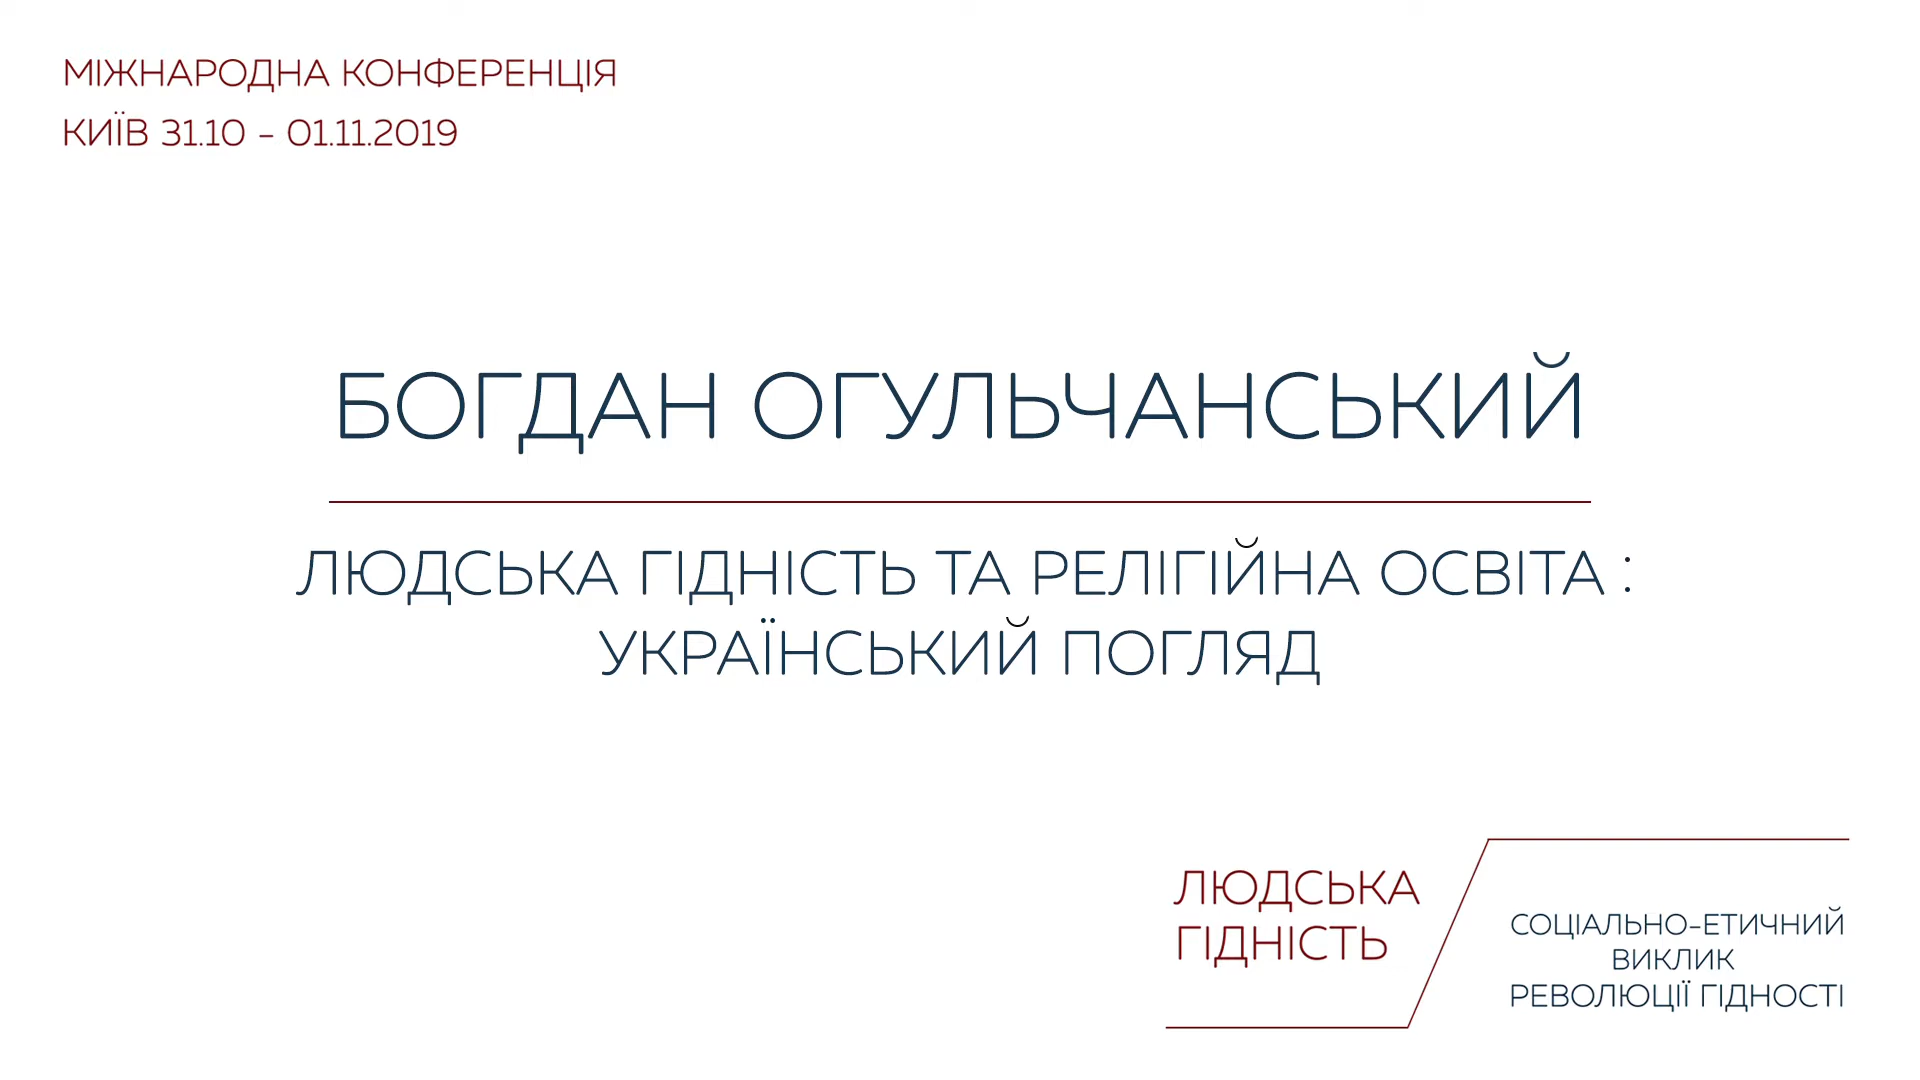 МІЖНАРОДНА КОНФЕРЕНЦІЯ
КИЇВ 31.10 - 01.11.2019
БОГДАН ОГУЛЬЧАНСЬКИЙ
ЛЮДСЬКА ГІДНІСТЬ ТА РЕЛІГІЙНА ОСВІТА :
УКРАЇНСЬКИЙ ПОГЛЯД
ЛЮДСЬКА
ГІДНІСТЬ
СОЦІАЛЬНО-ЕТИЧНИЙ
ВИКЛИК
РЕВОЛЮЦІЇ ГІДНОСТІ